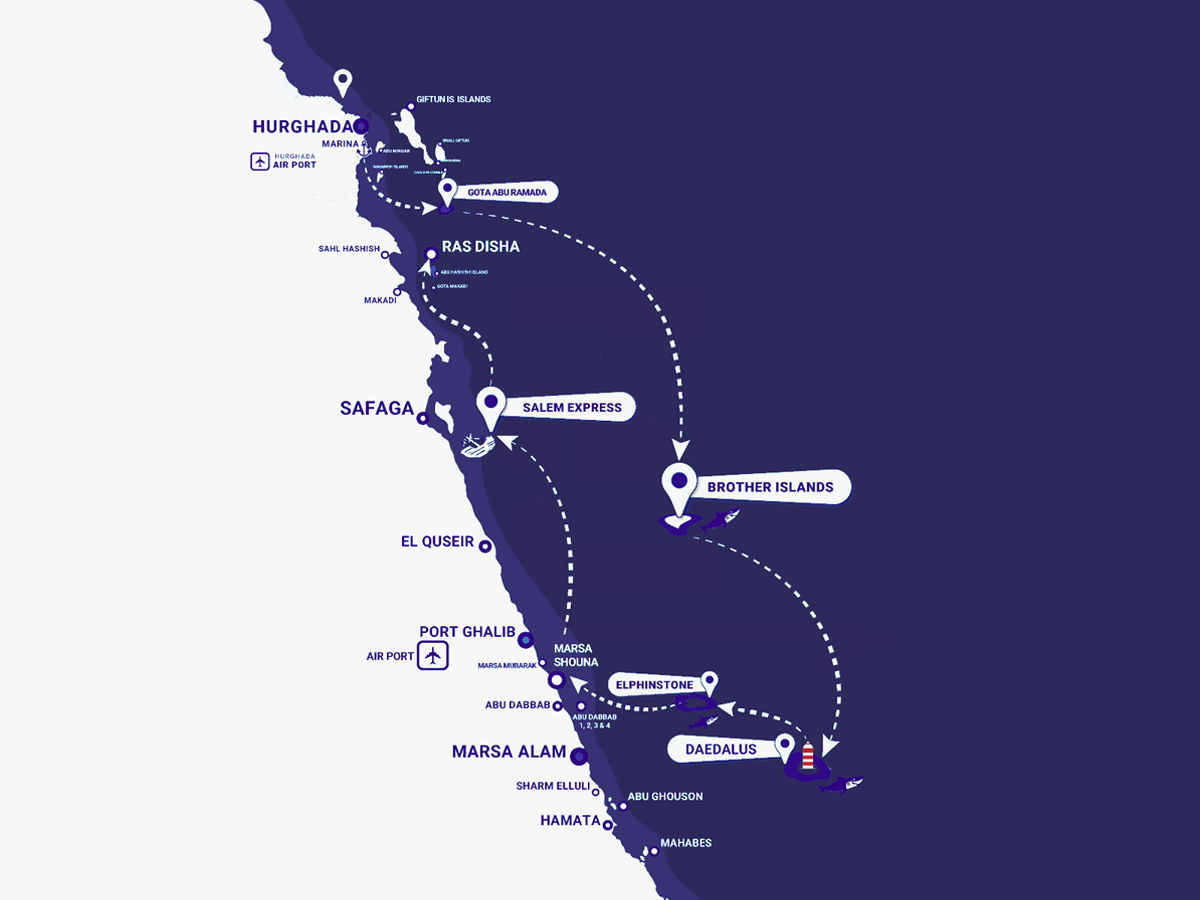 GIFTUN IS ISLANDS
HURGHADA
MARINA
SMALL GIFTUN
ABU MINKAR
HURGHADA
AIR PORT
GOTA ABU RAMADA
RAS DISHA
SAHL HASHISH
ABU HASHISH ISLAND
GOTA MAKADI
MAKADI
SAFAGA
SALEM EXPRESS
BROTHER ISLANDS
EL QUSEIR
PORT GHALIB
AIR PORT
MARSA
SHOUNA
MARSA MUBARAK
ELPHINSTONE
ABU DABBAB
ABU DABBAB
1, 2, 3 & 4
DAEDALUS
MARSA ALAM
SHARM ELLULI
ABU GHOUSON
HAMATA
MAHABES